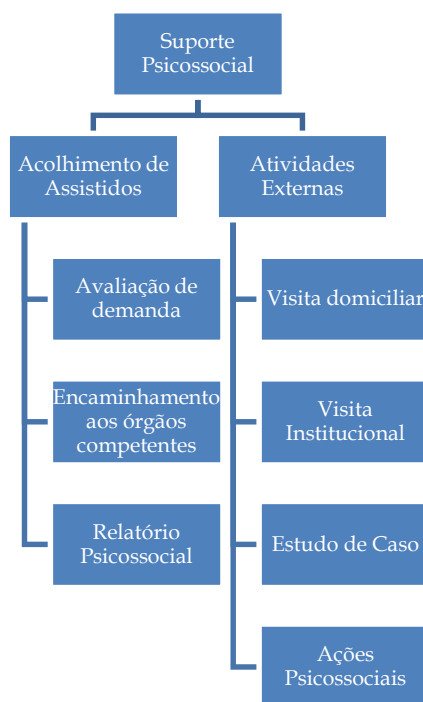 Suporte
Psicossocial
Acolhimento de
Assistidos
Avaliação de
demanda
Encaminhamento
aos órgãos
competentes
Relatório
Psicossocial
Atividades
Externas
Visita domiciliar
Visita
Institucional
Estudo de Caso
Ações
Psicossociais